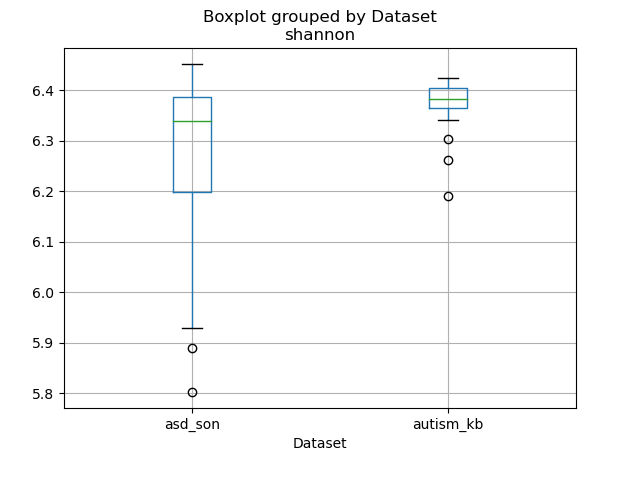 Boxplot grouped by Dataset
shannon
6.4
6.3
6.2
6.1
6.0
5.9
5.8
asd_son
autism_kb
Dataset